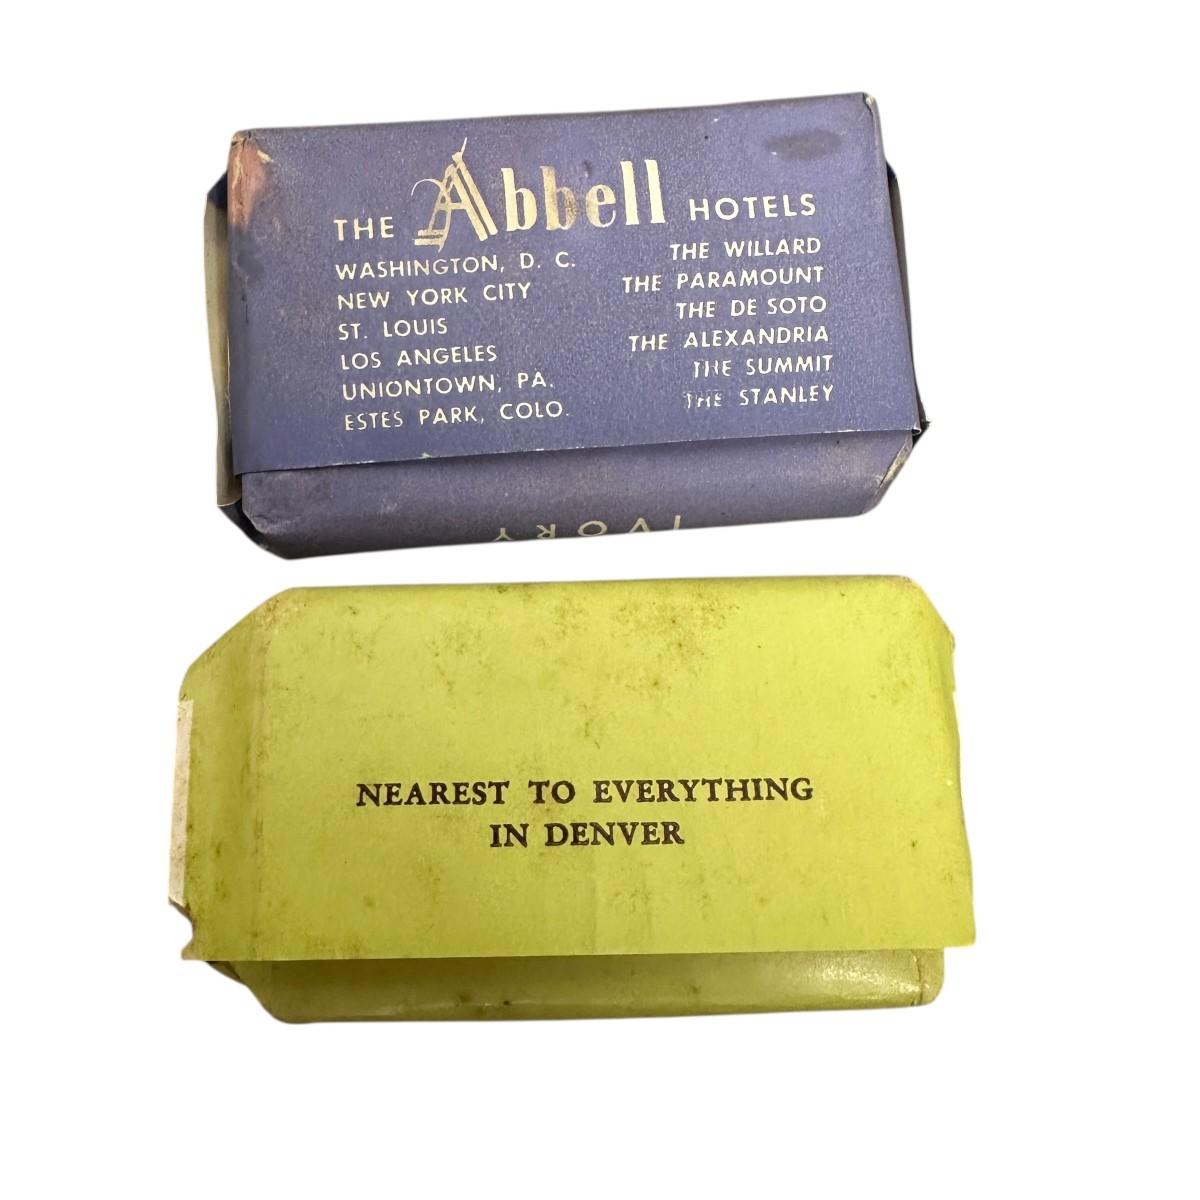 THE Abbell HOTELS
WASHINGTON, D. C. THE WILLARD
NEW YORK CITY THE PARAMOUNT
ST. LOUIS THE DE SOTO
LOS ANGELES THE ALEXANDRIA
UNIONTOWN, PA. THE SUMMIT
ESTES PARK, COLO. THE STANLEY
IVORY
NEAREST TO EVERYTHING
IN DENVER